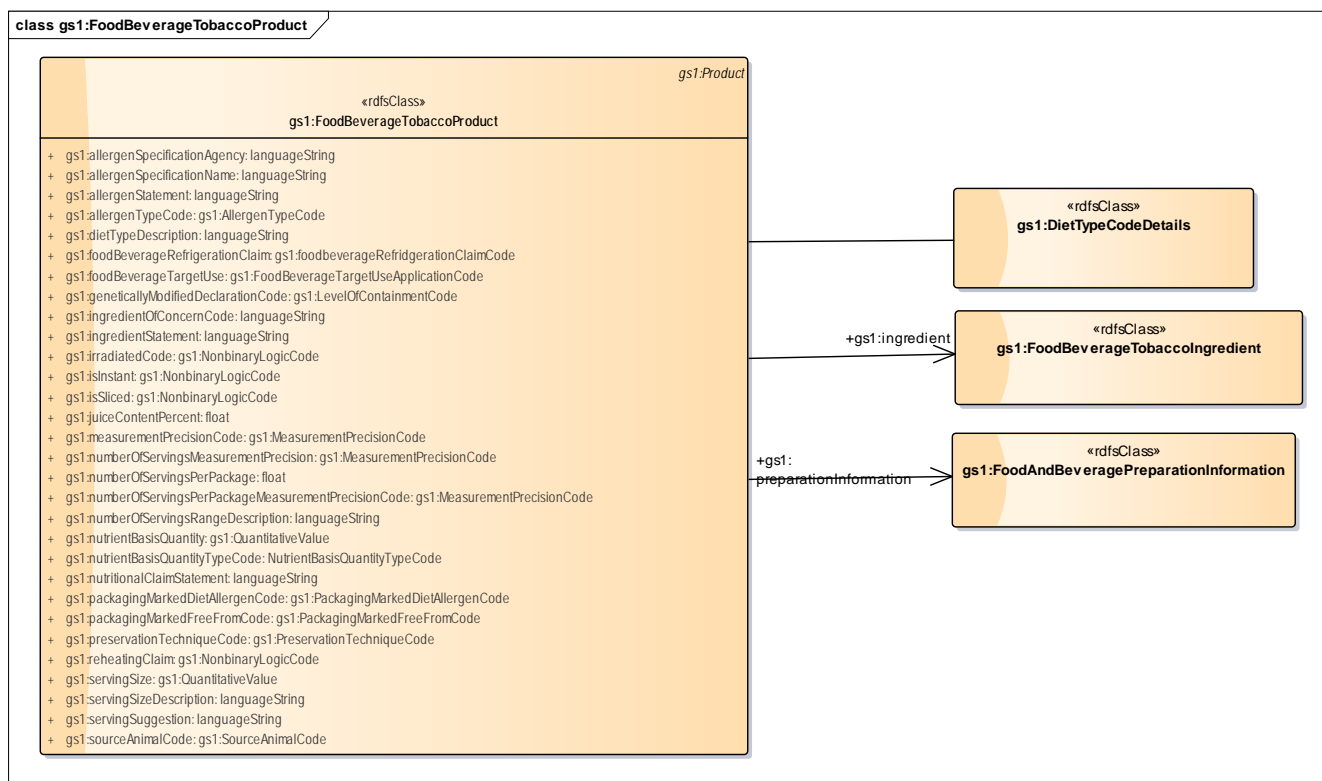 class gs1:FoodBeverageTobaccoProduct
gs1:Product
«rdfsClass»
gs1:FoodBeverageTobaccoProduct
+ gs1:allergenSpecificationAgency: languageString
+ gs1:allergenSpecificationName: languageString
+ gs1:allergenStatement: languageString
+ gs1:allergenTypeCode: gs1:AllergenTypeCode
+ gs1:dietTypeDescription: languageString
+ gs1:foodBeverageRefrigerationClaim: gs1:foodbeverageRefridgerationClaimCode
+ gs1:foodBeverageTargetUse: gs1:FoodBeverageTargetUseApplicationCode
+ gs1:geneticallyModifiedDeclarationCode: gs1:LevelOfContainmentCode
+ gs1:ingredientOfConcernCode: languageString
+ gs1:ingredientStatement: languageString
+ gs1:irradiatedCode: gs1:NonbinaryLogicCode
+ gs1:isInstant: gs1:NonbinaryLogicCode
+ gs1:isSliced: gs1:NonbinaryLogicCode
+ gs1:juiceContentPercent: float
+ gs1:measurementPrecisionCode: gs1:MeasurementPrecisionCode
+ gs1:numberOfServingsMeasurementPrecision: gs1:MeasurementPrecisionCode
+ gs1:numberOfServingsPerPackage: float
+ gs1:numberOfServingsPerPackageMeasurementPrecisionCode: gs1:MeasurementPrecisionCode
+ gs1:numberOfServingsRangeDescription: languageString
+ gs1:nutrientBasisQuantity: gs1:QuantitativeValue
+ gs1:nutrientBasisQuantityTypeCode: NutrientBasisQuantityTypeCode
+ gs1:nutritionalClaimStatement: languageString
+ gs1:packagingMarkedDietAllergenCode: gs1:PackagingMarkedDietAllergenCode
+ gs1:packagingMarkedFreeFromCode: gs1:PackagingMarkedFreeFromCode
+ gs1:preservationTechniqueCode: gs1:PreservationTechniqueCode
+ gs1:reheatingClaim: gs1:NonbinaryLogicCode
+ gs1:servingSize: gs1:QuantitativeValue
+ gs1:servingSizeDescription: languageString
+ gs1:servingSuggestion: languageString
+ gs1:sourceAnimalCode: gs1:SourceAnimalCode
«rdfsClass»
gs1:DietTypeCodeDetails
+gs1:ingredient
«rdfsClass»
gs1:FoodBeverageTobaccoIngredient
+gs1:
preparationInformation
«rdfsClass»
gs1:FoodAndBeveragePreparationInformation